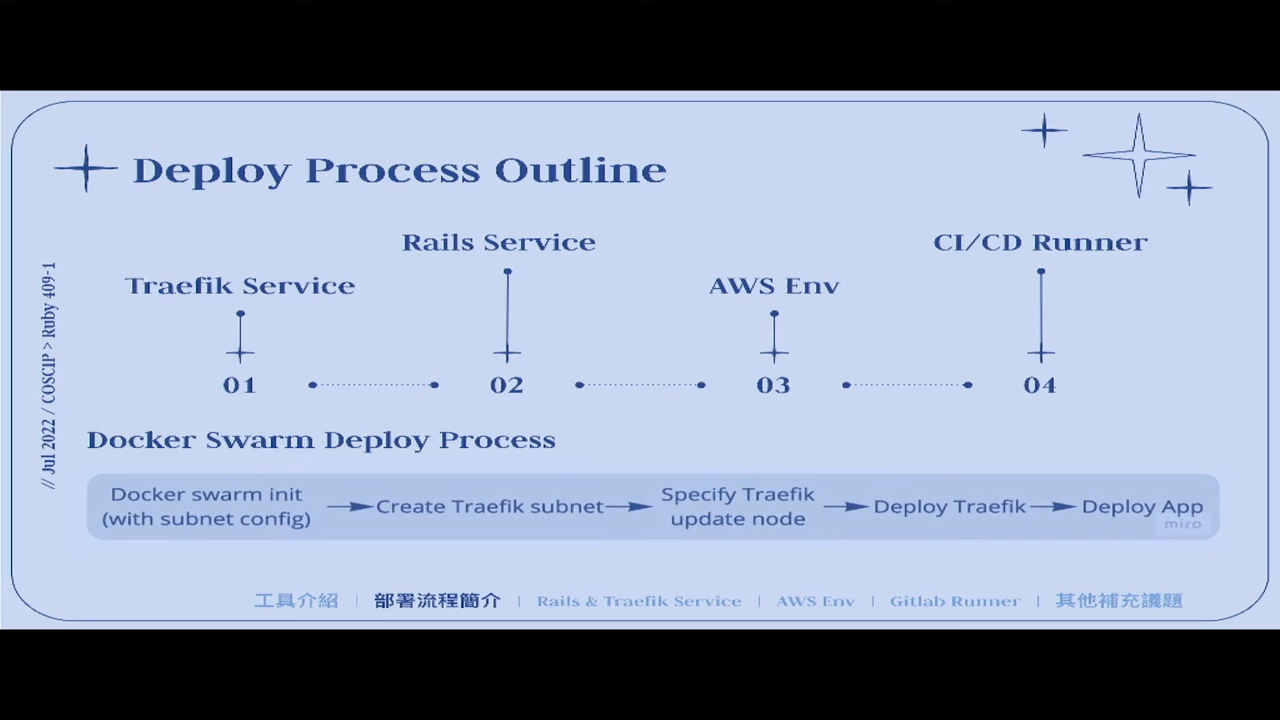 Deploy Process Outline
Rails Service
CI/CD Runner
Traefik Service
AWS Env
01
02
03
04
// Jul 2022 / COSCIP > Ruby 409-1
Docker Swarm Deploy Process
Docker swarm init
(with subnet config)
Create Traefik subnet
Specify Traefik
update node
Deploy Traefik
Deploy App
miro
工具介紹 | 部署流程簡介 | Rails & Traefik Service | AWS Env | Gitlab Runner | 其他補充議題